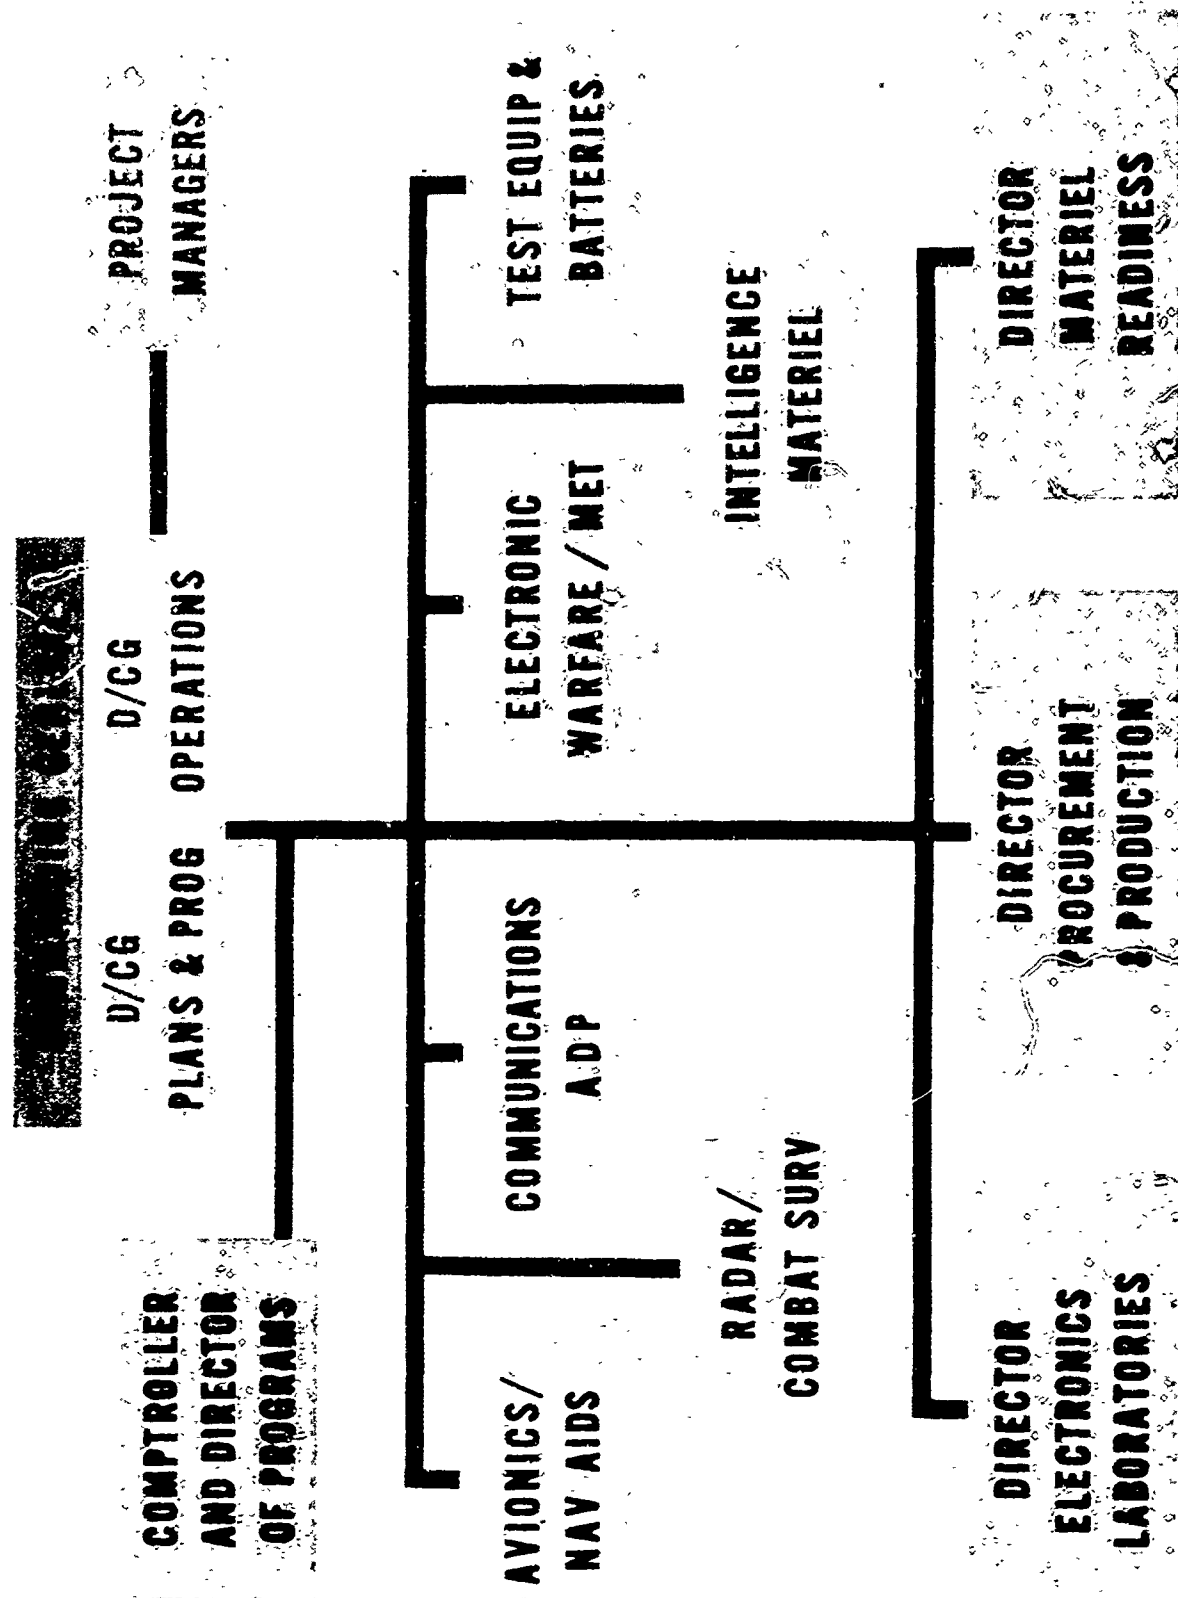 D/CG
PLANS & PROG
D/CG
OPERATIONS
PROJECT
MANAGERS
COMPTROLLER
AND DIRECTOR
OF PROGRAMS
AVIONICS/
NAV AIDS
COMMUNICATIONS
ADP
ELECTRONIC
WARFARE/MET
TEST EQUIP &
BATTERIES
RADAR/
COMBAT SURV
INTELLIGENCE
MATERIEL
DIRECTOR
ELECTRONICS
LABORATORIES
DIRECTOR
PROCUREMENT
& PRODUCTION
DIRECTOR
MATERIEL
READINESS